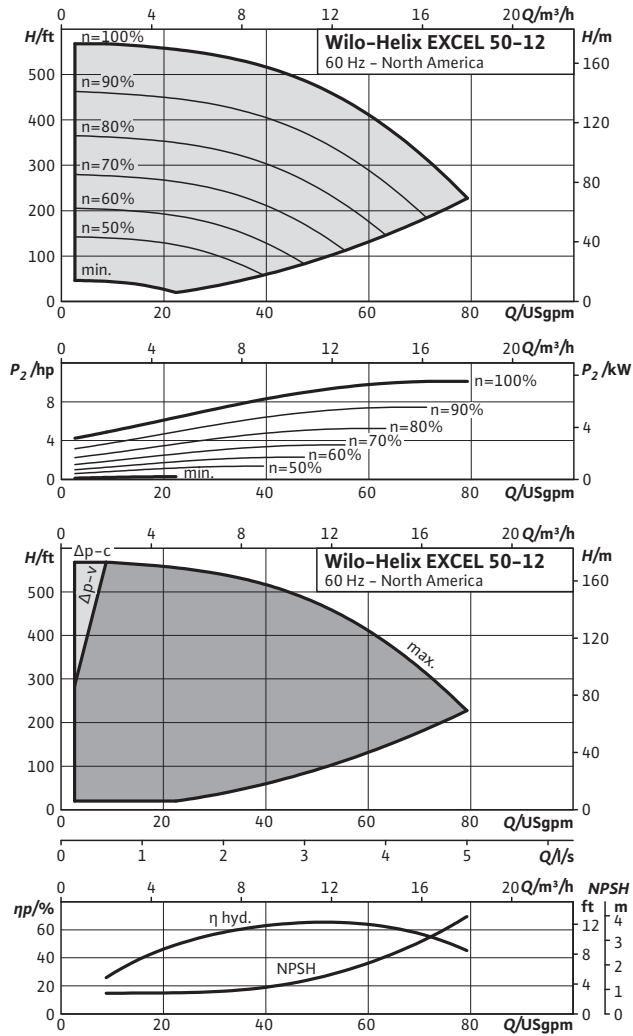 0 4 8 12 16 20 Q/m³/h
H/ft H/m
Wilo-Helix EXCEL 50-12
60 Hz - North America
n=100%
n=90%
n=80%
n=70%
n=60%
n=50%
min.
500
400
300
200
100
0
160
120
80
40
0
0 20 40 60 80 Q/USgpm
0 4 8 12 16 20 Q/m³/h
P₂/hp P₂/kW
n=100%
n=90%
n=80%
n=70%
n=60%
n=50%
min.
8
4
0
4
0
0 20 40 60 80 Q/USgpm
0 4 8 12 16 20 Q/m³/h
H/ft H/m
Δp-c
Δp-v
Wilo-Helix EXCEL 50-12
60 Hz - North America
max.
500
400
300
200
100
0
160
120
80
40
0
0 20 40 60 80 Q/USgpm
0 1 2 3 4 5 Q/l/s
0 4 8 12 16 20 Q/m³/h
ηp/% NPSH
ft m
η hyd.
NPSH
60
40
20
0
12
8
4
0
4
3
2
1
0
0 20 40 60 80 Q/USgpm